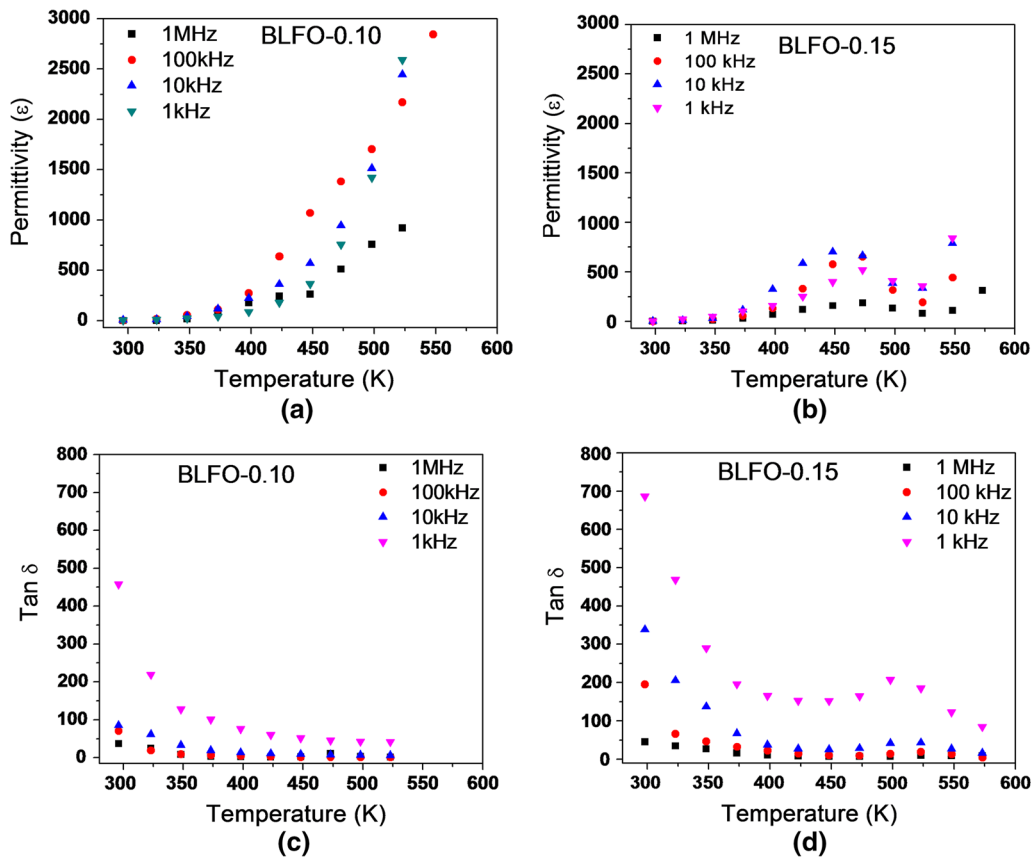 BLFO-0.10
1MHz
100kHz
10kHz
1kHz
Permittivity (ε)
3000
2500
2000
1500
1000
500
0
300 350 400 450 500 550 600
Temperature (K)
(a)
BLFO-0.15
1 MHz
100 kHz
10 kHz
1 kHz
Permittivity (ε)
3000
2500
2000
1500
1000
500
0
300 350 400 450 500 550 600
Temperature (K)
(b)
BLFO-0.10
1MHz
100kHz
10kHz
1kHz
Tan δ
800
700
600
500
400
300
200
100
0
300 350 400 450 500 550 600
Temperature (K)
(c)
BLFO-0.15
1 MHz
100 kHz
10 kHz
1 kHz
Tan δ
800
700
600
500
400
300
200
100
0
300 350 400 450 500 550 600
Temperature (K)
(d)